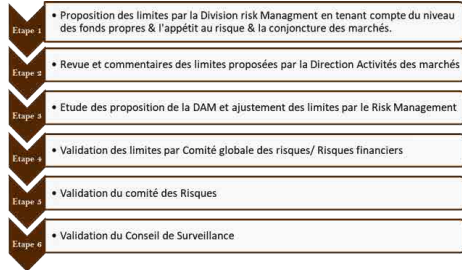 Etape 1
• Proposition des limites par la Division risk Managment en tenant compte du niveau
des fonds propres & l'appétit au risque & la conjoncture des marchés.
Etape 2
• Revue et commentaires des limites proposées par la Direction Activités des marchés
Etape 3
• Etude des proposition de la DAM et ajustement des limites par le Risk Management
Etape 4
• Validation des limites par Comité globale des risques/ Risques financiers
Etape 5
• Validation du comité des Risques
Etape 6
• Validation du Conseil de Surveillance